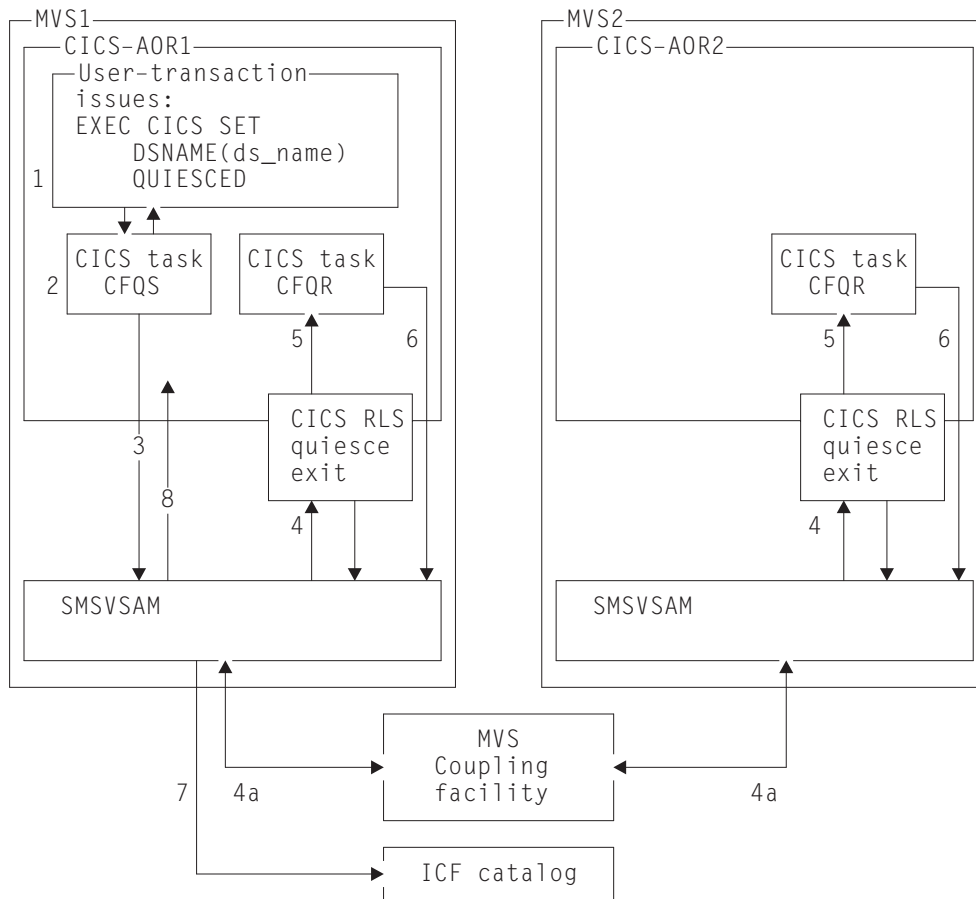 MVS1
CICS-AOR1
User-transaction
issues:
EXEC CICS SET
DSNAME(ds_name)
QUIESCED
1
CICS task
CFQS
2
CICS task
CFQR
5
6
CICS RLS
quiesce
exit
3
8
4
SMSVSAM
MVS2
CICS-AOR2
CICS task
CFQR
5
6
CICS RLS
quiesce
exit
4
SMSVSAM
MVS
Coupling
facility
7
4a
4a
ICF catalog